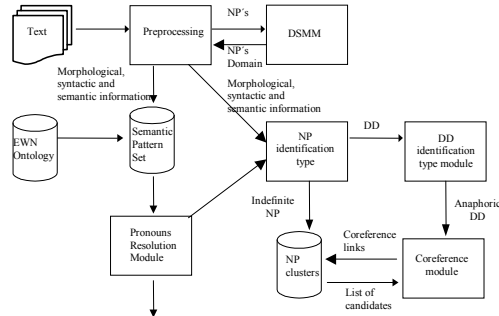 Text
Preprocessing
NP´s
NP´s
Domain
DSMM
Morphological,
syntactic and
semantic information
Morphological,
syntactic and
semantic information
EWN
Ontology
Semantic
Pattern
Set
NP
identification
type
DD
DD
identification
type module
Pronouns
Resolution
Module
Indefinite
NP
Anaphoric
DD
Coreference
links
NP
clusters
Coreference
module
List of
candidates